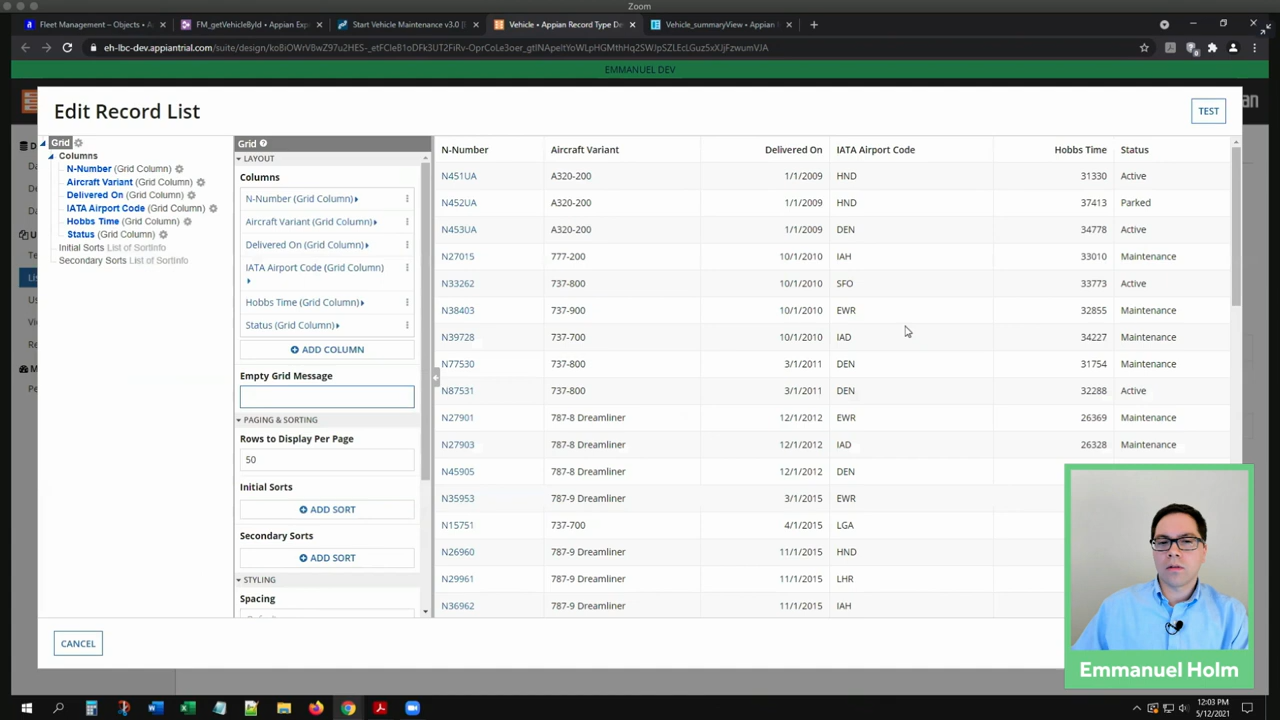 Zoom
Fleet Management – Objects – Ap
FM_getVehicleById • Appian Exp
Start Vehicle Maintenance v3.0 [
Vehicle • Appian Record Type De
Vehicle_summaryView • Appian
EMMANUEL DEV
Edit Record List
TEST
Grid
Columns
N-Number (Grid Column)
Aircraft Variant (Grid Column)
Delivered On (Grid Column)
IATA Airport Code (Grid Column)
Hobbs Time (Grid Column)
Status (Grid Column)
Initial Sorts List of SortInfo
Secondary Sorts List of SortInfo
Grid
LAYOUT
Columns
N-Number (Grid Column)
Aircraft Variant (Grid Column)
Delivered On (Grid Column)
IATA Airport Code (Grid Column)
Hobbs Time (Grid Column)
Status (Grid Column)
ADD COLUMN
Empty Grid Message
PAGING & SORTING
Rows to Display Per Page
50
Initial Sorts
ADD SORT
Secondary Sorts
ADD SORT
STYLING
Spacing
N-Number Aircraft Variant Delivered On IATA Airport Code Hobbs Time Status
N451UA A320-200 1/1/2009 HND 31330 Active
N452UA A320-200 1/1/2009 HND 37413 Parked
N453UA A320-200 1/1/2009 DEN 34778 Active
N27015 777-200 10/1/2010 IAH 33010 Maintenance
N33262 737-800 10/1/2010 SFO 33773 Active
N38403 737-900 10/1/2010 EWR 32855 Maintenance
N39728 737-700 10/1/2010 IAD 34227 Maintenance
N77530 737-800 3/1/2011 DEN 31754 Maintenance
N87531 737-800 3/1/2011 DEN 32288 Active
N27901 787-8 Dreamliner 12/1/2012 EWR 26369 Maintenance
N27903 787-8 Dreamliner 12/1/2012 IAD 26328 Maintenance
N45905 787-8 Dreamliner 12/1/2012 DEN
N35953 787-9 Dreamliner 3/1/2015 EWR
N15751 737-700 4/1/2015 LGA
N26960 787-9 Dreamliner 11/1/2015 HND
N29961 787-9 Dreamliner 11/1/2015 LHR
N36962 787-9 Dreamliner 11/1/2015 IAH
CANCEL
Emmanuel Holm
12:03 PM
5/12/2021